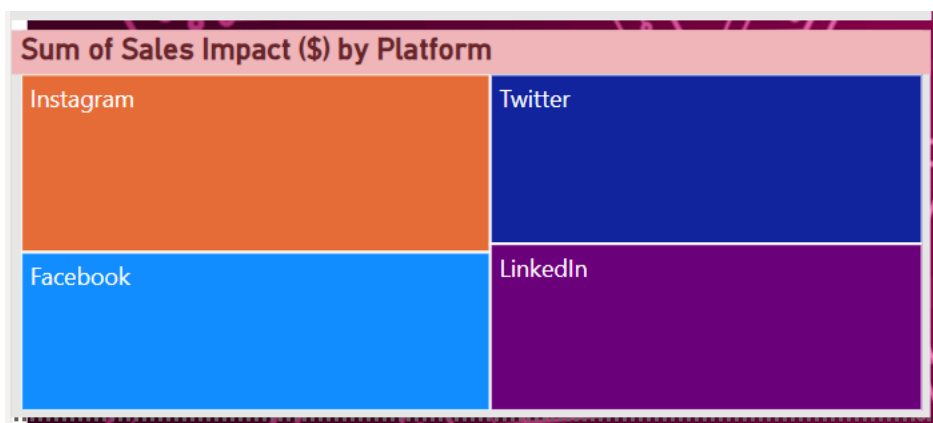 Sum of Sales Impact ($) by Platform
Instagram
Twitter
Facebook
LinkedIn